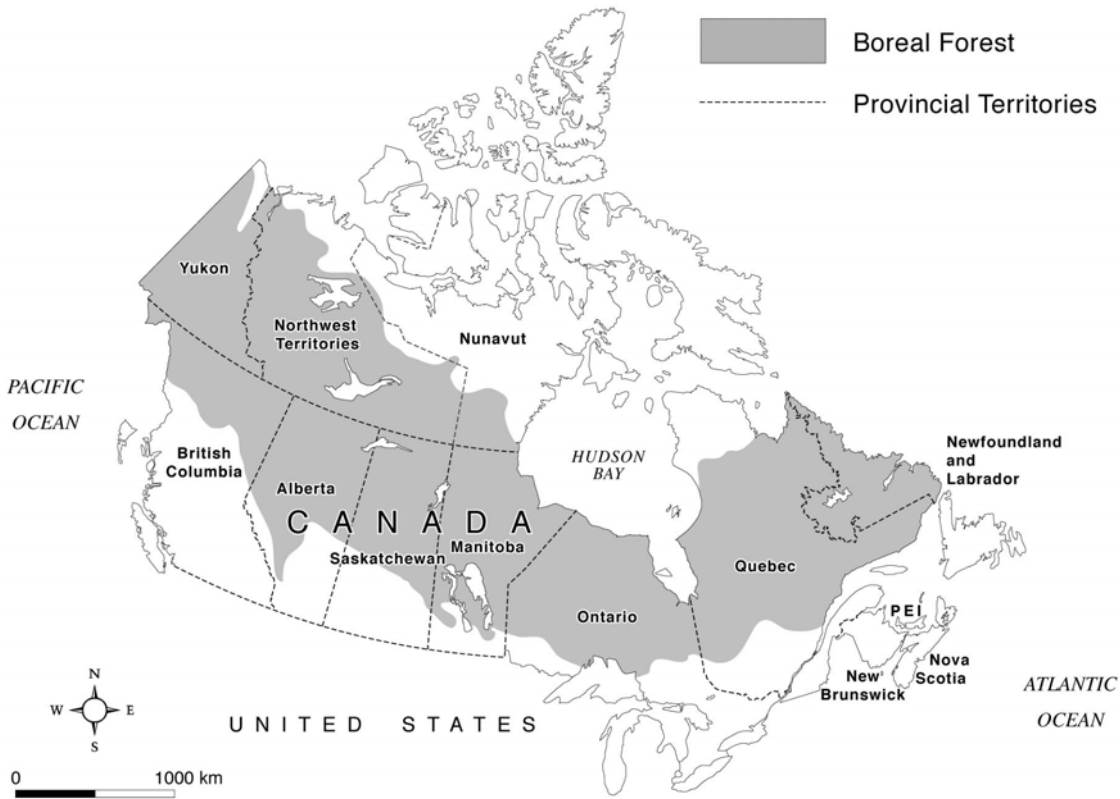 Boreal Forest
Provincial Territories
Yukon
Northwest
Territories
Nunavut
PACIFIC
OCEAN
British
Columbia
Alberta
HUDSON
BAY
Newfoundland
and
Labrador
CANADA
Saskatchewan
Manitoba
Quebec
Ontario
PEI
New
Brunswick
Nova
Scotia
ATLANTIC
OCEAN
N
W E
S
UNITED STATES
0 1000 km